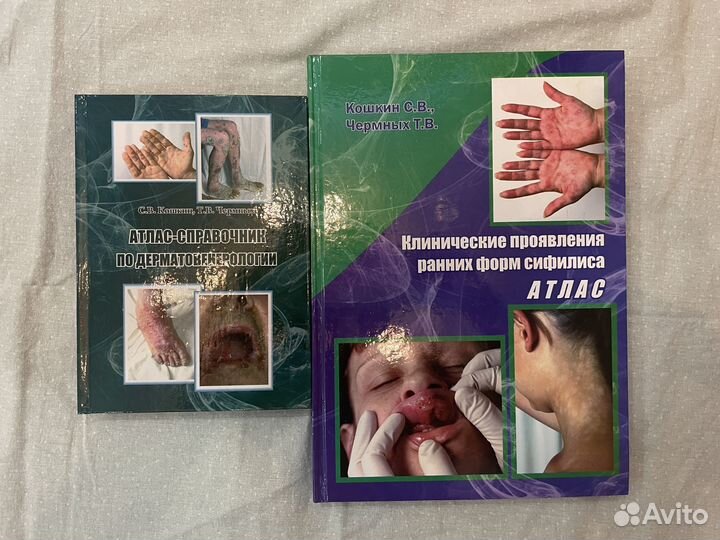 С.В. Кошкин, Т.В. Чермных
АТЛАС-СПРАВОЧНИК
ПО ДЕРМАТОВЕНЕРОЛОГИИ
Кошкин С.В.,
Чермных Т.В.
Клинические проявления
ранних форм сифилиса
АТЛАС
Avito